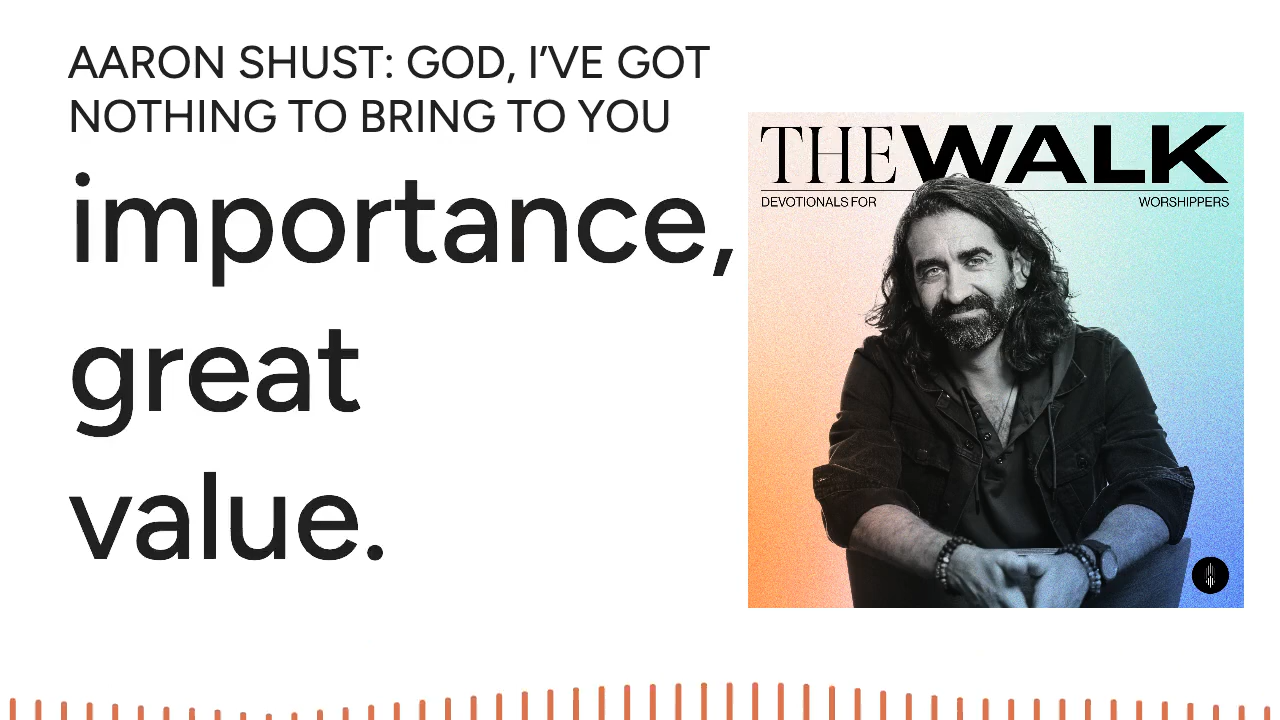 AARON SHUST: GOD, I’VE GOT
NOTHING TO BRING TO YOU
importance,
great
value.
THE WALK
DEVOTIONALS FOR WORSHIPPERS